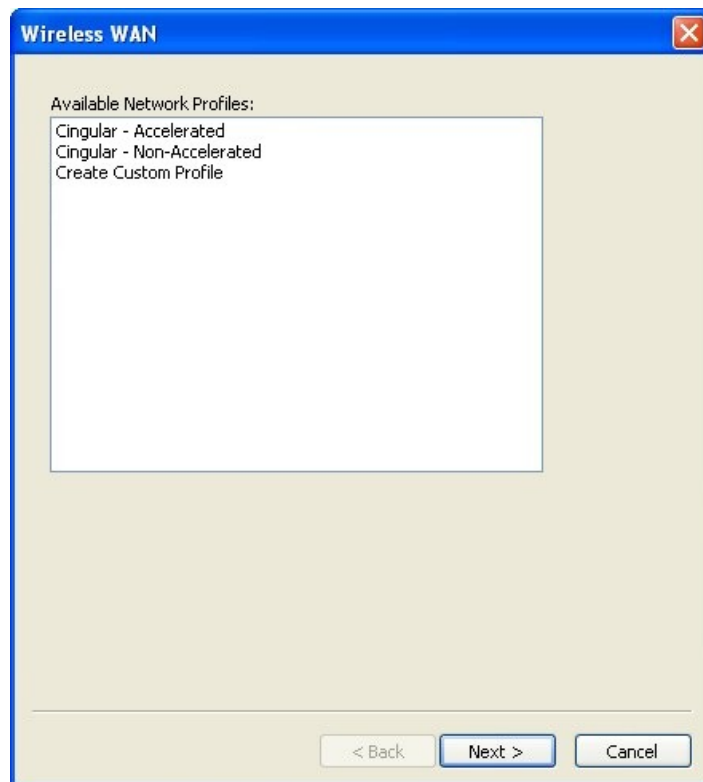 Wireless WAN
Available Network Profiles:
Cingular - Accelerated
Cingular - Non-Accelerated
Create Custom Profile
< Back
Next >
Cancel